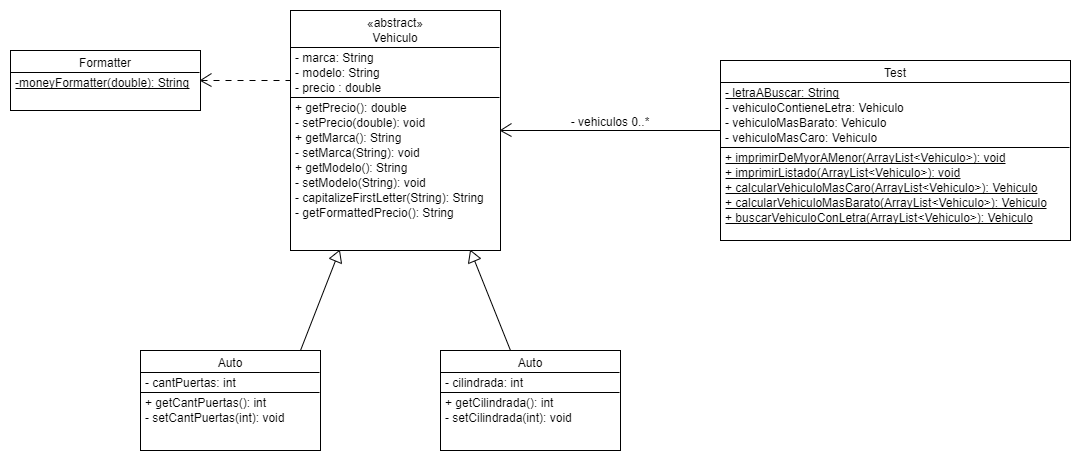 «abstract»
Vehiculo
- marca: String
- modelo: String
- precio : double
+ getPrecio(): double
- setPrecio(double): void
+ getMarca(): String
- setMarca(String): void
+ getModelo(): String
- setModelo(String): void
- capitalizeFirstLetter(String): String
- getFormattedPrecio(): String
Formatter
-moneyFormatter(double): String
- vehiculos 0..*
Test
- letraABuscar: String
- vehiculoContieneLetra: Vehiculo
- vehiculoMasBarato: Vehiculo
- vehiculoMasCaro: Vehiculo
+ imprimirDeMyorAMenor(ArrayList<Vehiculo>): void
+ imprimirListado(ArrayList<Vehiculo>): void
+ calcularVehiculoMasCaro(ArrayList<Vehiculo>): Vehiculo
+ calcularVehiculoMasBarato(ArrayList<Vehiculo>): Vehiculo
+ buscarVehiculoConLetra(ArrayList<Vehiculo>): Vehiculo
Auto
- cantPuertas: int
+ getCantPuertas(): int
- setCantPuertas(int): void
Auto
- cilindrada: int
+ getCilindrada(): int
- setCilindrada(int): void